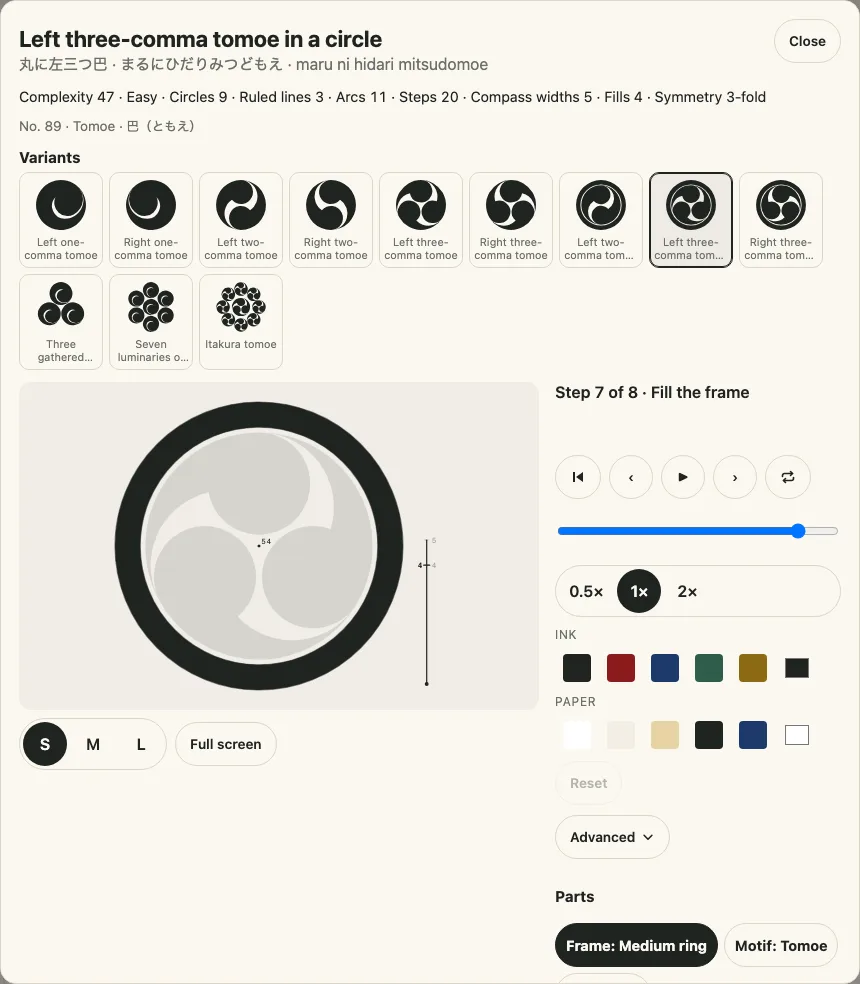 Left three-comma tomoe in a circle
Close
丸に左三つ巴 · まるにひだりみつどもえ · maru ni hidari mitsudomoe
Complexity 47 · Easy · Circles 9 · Ruled lines 3 · Arcs 11 · Steps 20 · Compass widths 5 · Fills 4 · Symmetry 3-fold
No. 89 · Tomoe · 巴（ともえ）
Variants
Left one-
comma tomoe
Right one-
comma tomoe
Left two-
comma tomoe
Right two-
comma tomoe
Left three-
comma tomoe
Right three-
comma tomoe
Left two-
comma tom...
Left three-
comma tom...
Right three-
comma tom...
Three
gathered...
Seven
luminaries o...
Itakura tomoe
54
5
4 4
Step 7 of 8 · Fill the frame
0.5×
1×
2×
INK
PAPER
Reset
Advanced
Parts
Frame: Medium ring
Motif: Tomoe
S
M
L
Full screen